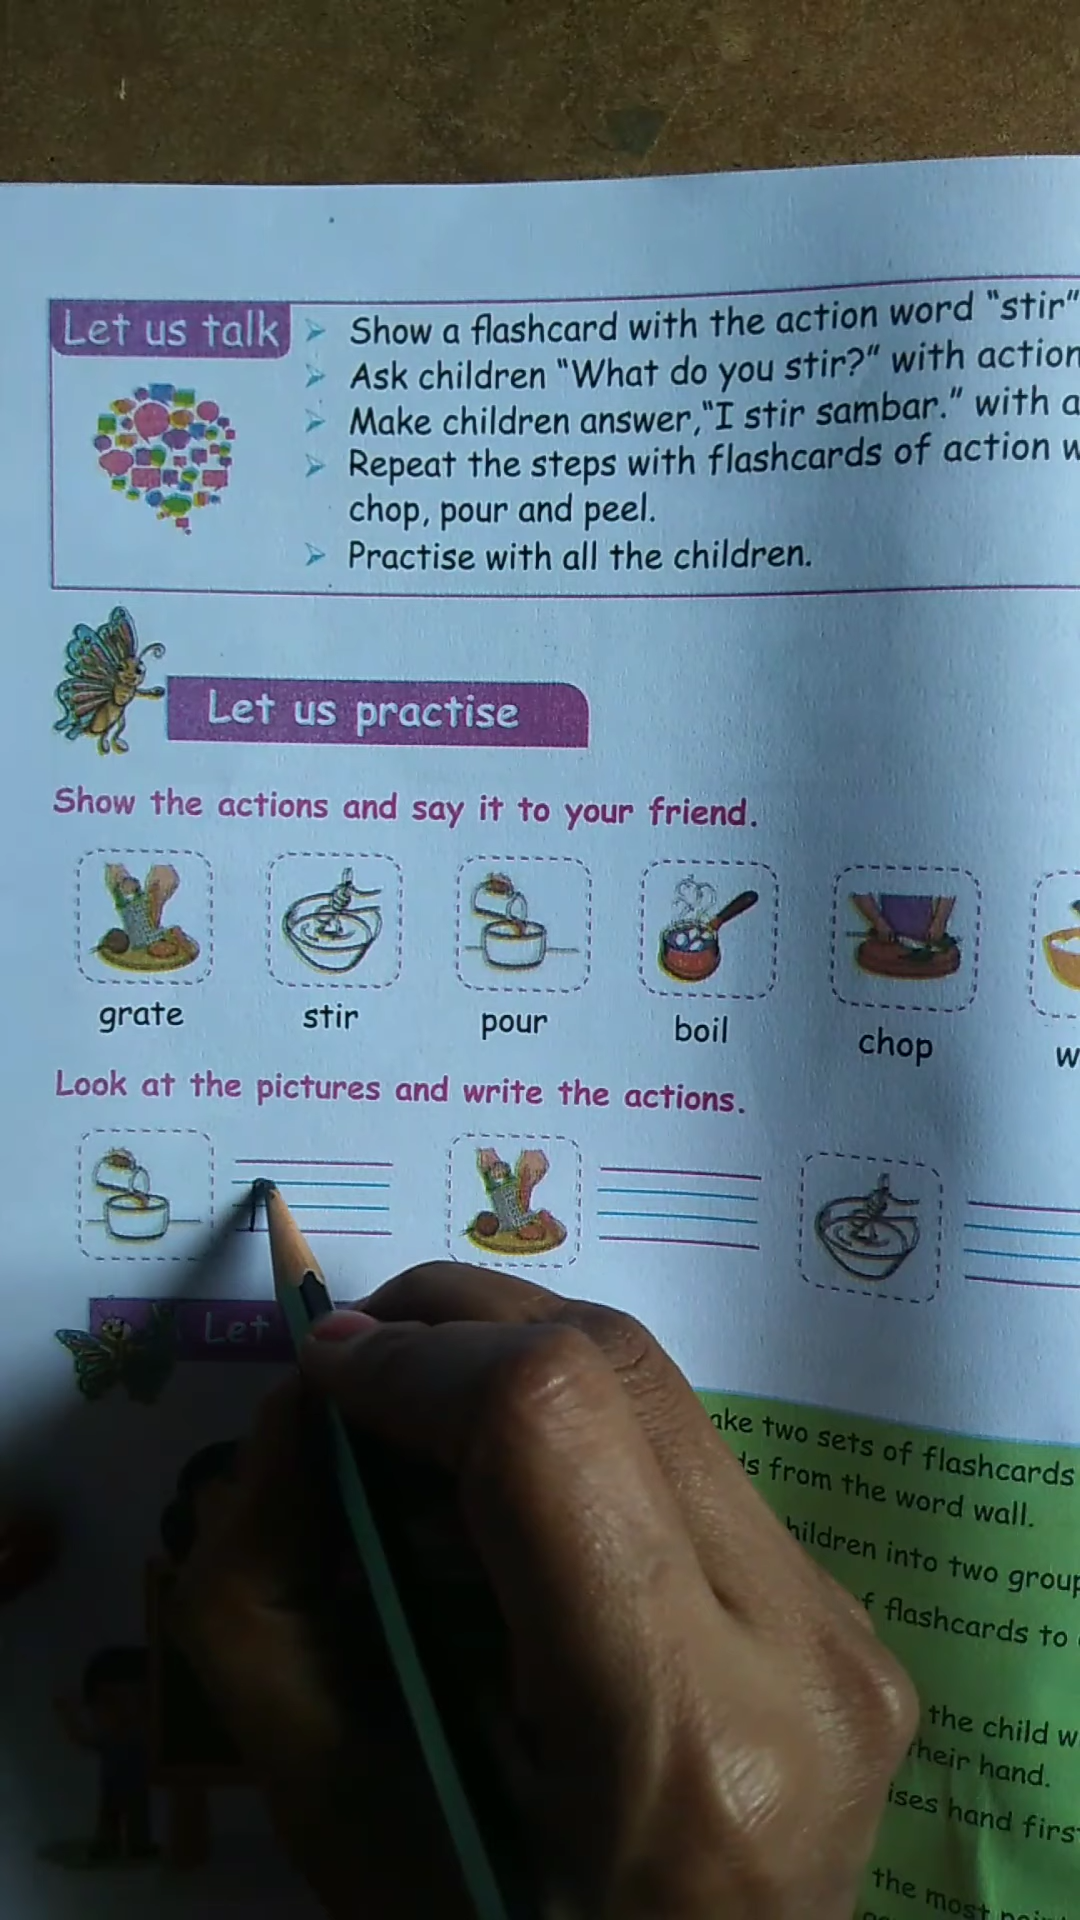 Let us talk
Show a flashcard with the action word "stir"
Ask children "What do you stir?" with action
Make children answer,"I stir sambar." with a
Repeat the steps with flashcards of action w
chop, pour and peel.
Practise with all the children.
Let us practise
Show the actions and say it to your friend.
grate stir pour boil chop w
Look at the pictures and write the actions.
Let
ake two sets of flashcards
ds from the word wall.
hildren into two group
f flashcards to
the child w
their hand.
ises hand first
the most